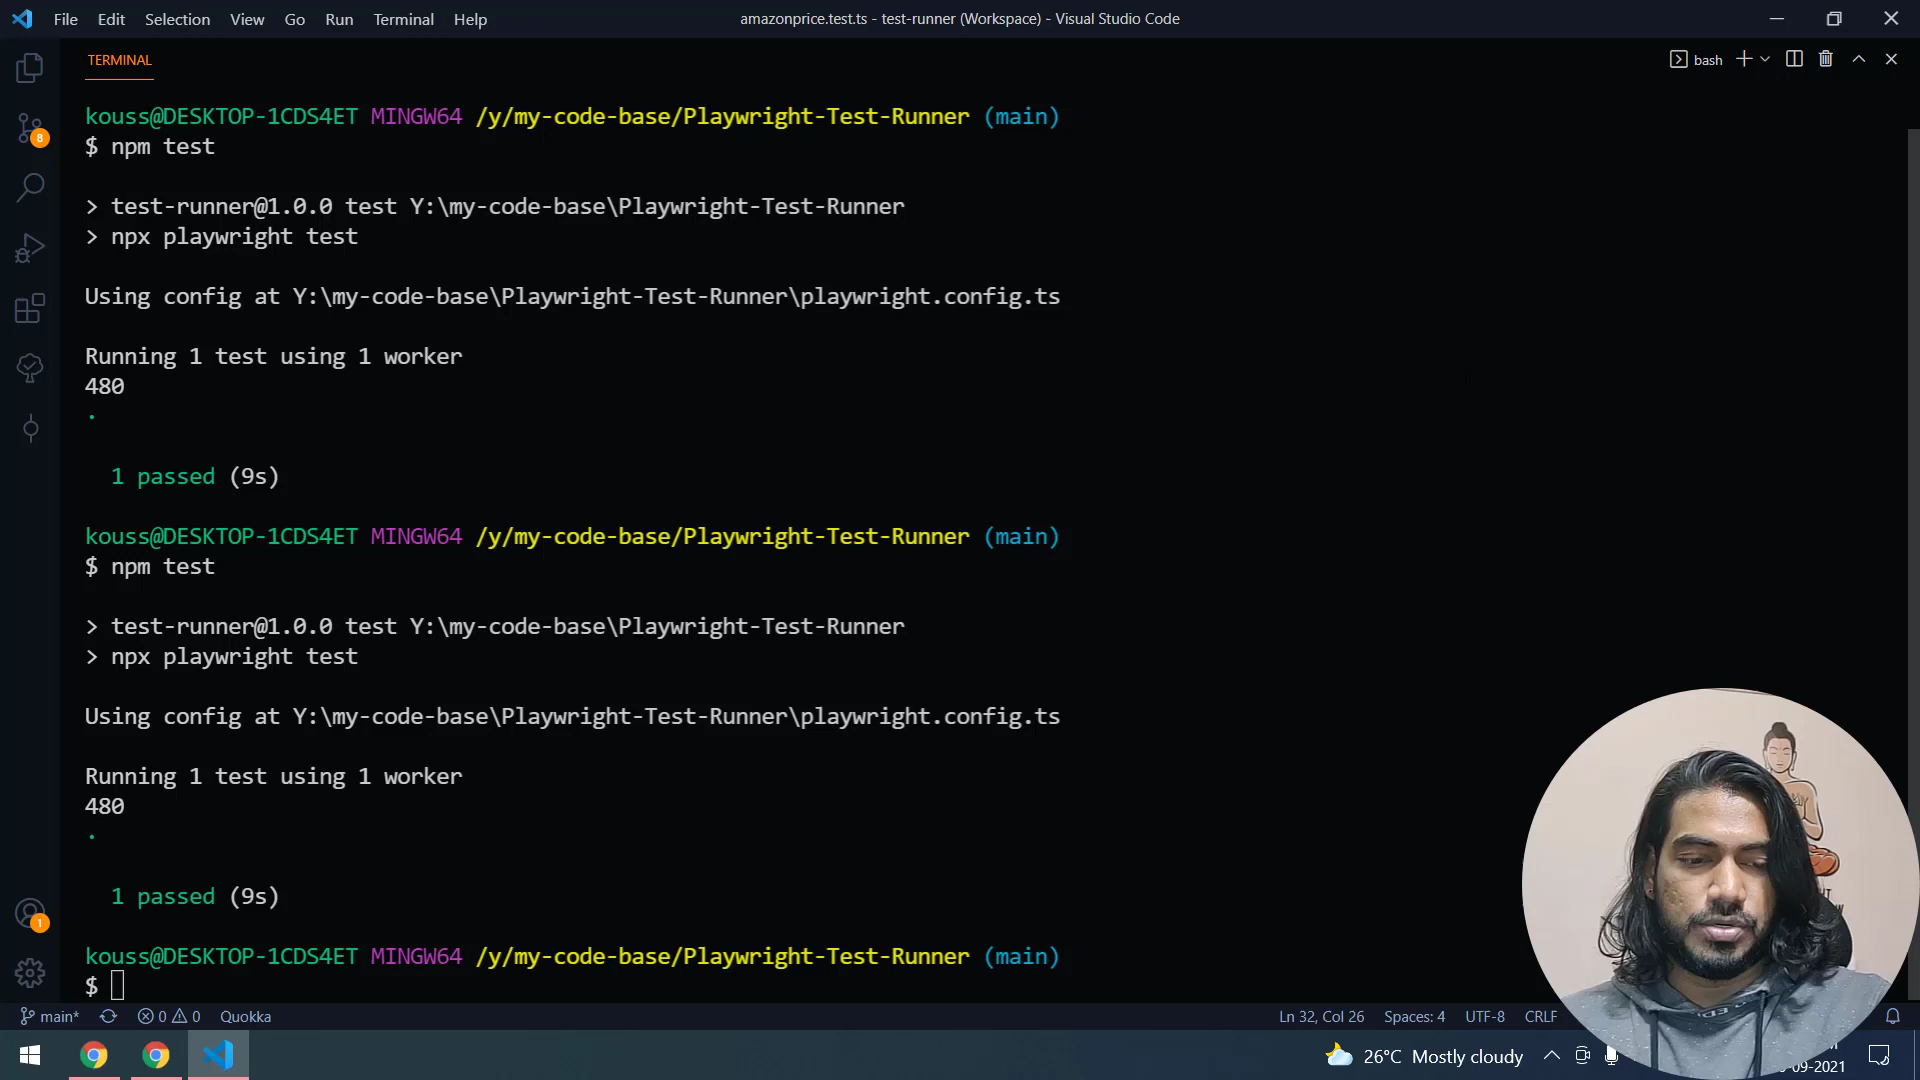 File Edit Selection View Go Run Terminal Help
amazonprice.test.ts - test-runner (Workspace) - Visual Studio Code
TERMINAL
bash
kouss@DESKTOP-1CDS4ET MINGW64 /y/my-code-base/Playwright-Test-Runner (main)
$ npm test
> test-runner@1.0.0 test Y:\my-code-base\Playwright-Test-Runner
> npx playwright test
Using config at Y:\my-code-base\Playwright-Test-Runner\playwright.config.ts
Running 1 test using 1 worker
480
·
1 passed (9s)
kouss@DESKTOP-1CDS4ET MINGW64 /y/my-code-base/Playwright-Test-Runner (main)
$ npm test
> test-runner@1.0.0 test Y:\my-code-base\Playwright-Test-Runner
> npx playwright test
Using config at Y:\my-code-base\Playwright-Test-Runner\playwright.config.ts
Running 1 test using 1 worker
480
·
1 passed (9s)
kouss@DESKTOP-1CDS4ET MINGW64 /y/my-code-base/Playwright-Test-Runner (main)
$
8
1
main* 0 0 Quokka
Ln 32, Col 26 Spaces: 4 UTF-8 CRLF
26°C Mostly cloudy
-09-2021